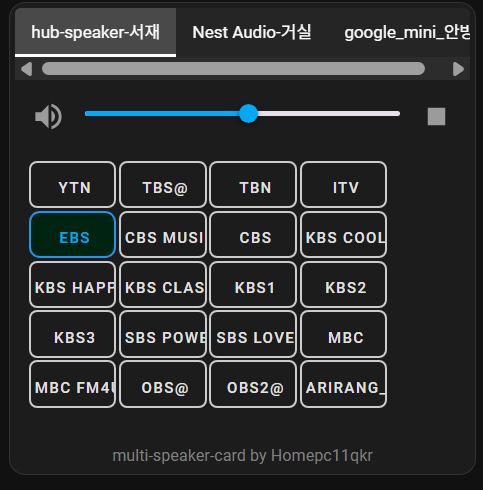 hub-speaker-서재 Nest Audio-거실 google_mini_안방
YTN TBS@ TBN ITV
EBS CBS MUSI CBS KBS COOL
KBS HAPP KBS CLAS KBS1 KBS2
KBS3 SBS POWE SBS LOVE MBC
MBC FM4U OBS@ OBS2@ ARIRANG_
multi-speaker-card by Homepc11qkr